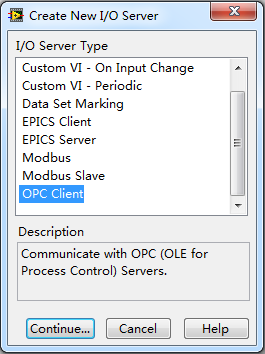 Create New I/O Server
I/O Server Type
Custom VI - On Input Change
Custom VI - Periodic
Data Set Marking
EPICS Client
EPICS Server
Modbus
Modbus Slave
OPC Client
Description
Communicate with OPC (OLE for
Process Control) Servers.
Continue... Cancel Help